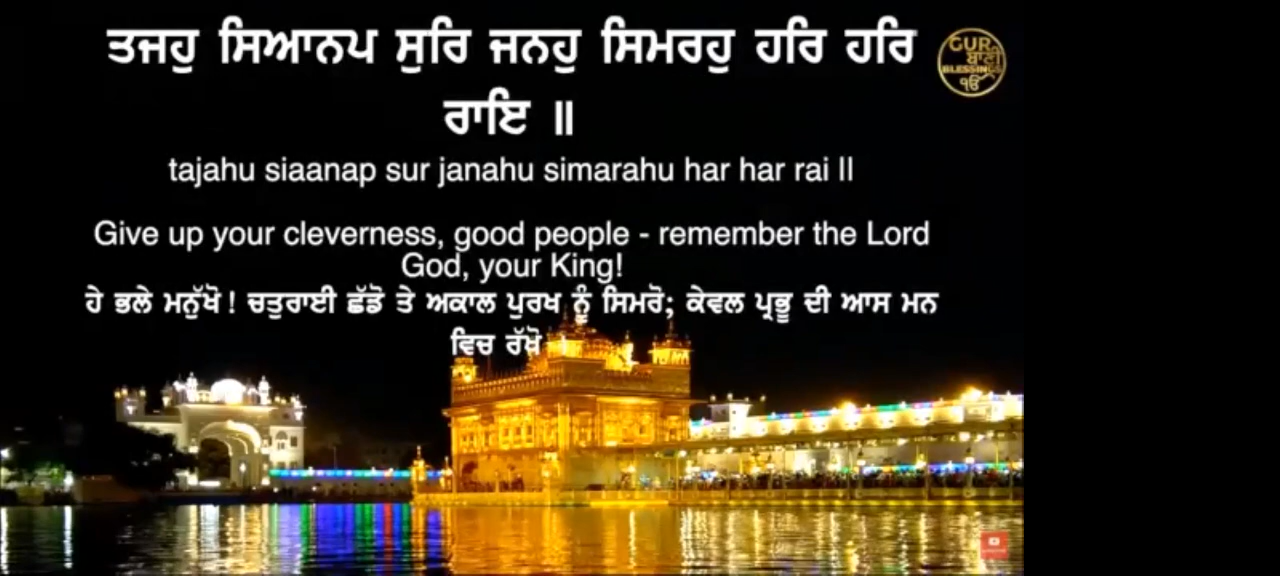 ਤਜਹੁ ਸਿਆਨਪ ਸੁਰਿ ਜਨਹੁ ਸਿਮਰਹੁ ਹਰਿ ਹਰਿ
ਰਾਇ ॥
GUR
ਬਾਣੀ
BLESSINGS
ੴ
tajahu siaanap sur janahu simarahu har har rai ll
Give up your cleverness, good people - remember the Lord
God, your King!
ਹੇ ਭਲੇ ਮਨੁੱਖੋ! ਚਤੁਰਾਈ ਛੱਡੋ ਤੇ ਅਕਾਲ ਪੁਰਖ ਨੂੰ ਸਿਮਰੋ; ਕੇਵਲ ਪ੍ਰਭੂ ਦੀ ਆਸ ਮਨ
ਵਿਚ ਰੱਖੋ